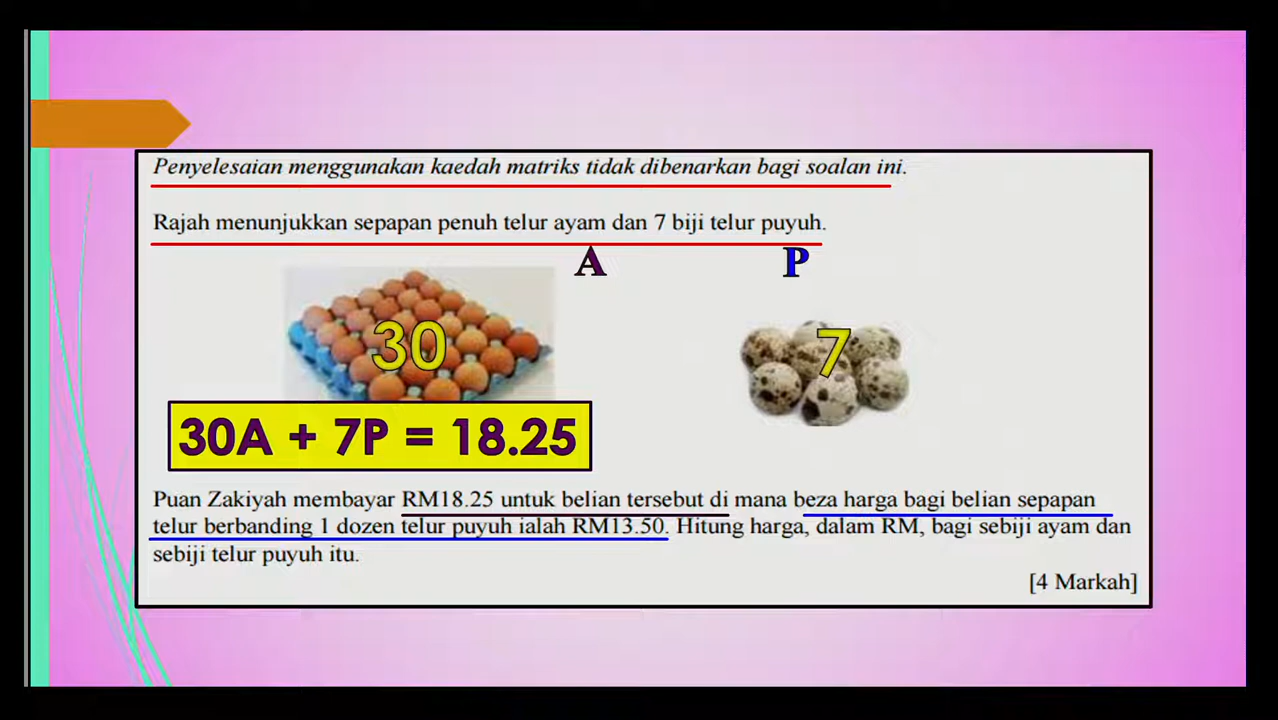 Penyelesaian menggunakan kaedah matriks tidak dibenarkan bagi soalan ini.
Rajah menunjukkan sepapan penuh telur ayam dan 7 biji telur puyuh.
A
P
30
7
30A + 7P = 18.25
Puan Zakiyah membayar RM18.25 untuk belian tersebut di mana beza harga bagi belian sepapan
telur berbanding 1 dozen telur puyuh ialah RM13.50. Hitung harga, dalam RM, bagi sebiji ayam dan
sebiji telur puyuh itu.
[4 Markah]